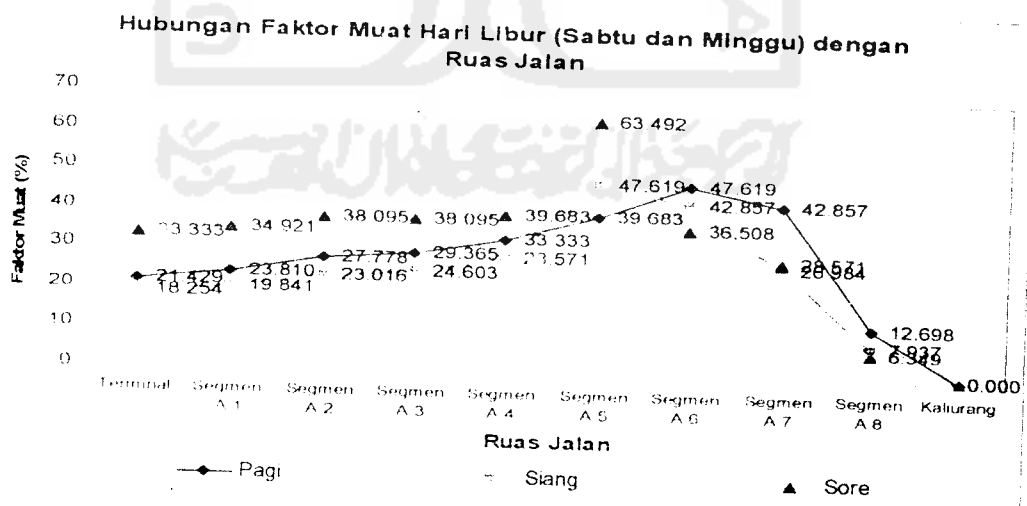 Hubungan Faktor Muat Hari Libur (Sabtu dan Minggu) dengan
Ruas Jalan
Faktor Muat (%)
70
60
50
40
30
20
10
0
63.492
47.619
47.619
42.857
42.857
33 333
34 921
38 095
38 095
39.683
39.683
36.508
33 333
27.778
29.365
21.429
23.810
23 016
24.603
18 254
19 841
12.698
0.000
Terminal
Segmen A 1
Segmen A 2
Segmen A 3
Segmen A 4
Segmen A 5
Segmen A 6
Segmen A 7
Segmen A 8
Kaliurang
Ruas Jalan
Pagi
Siang
Sore